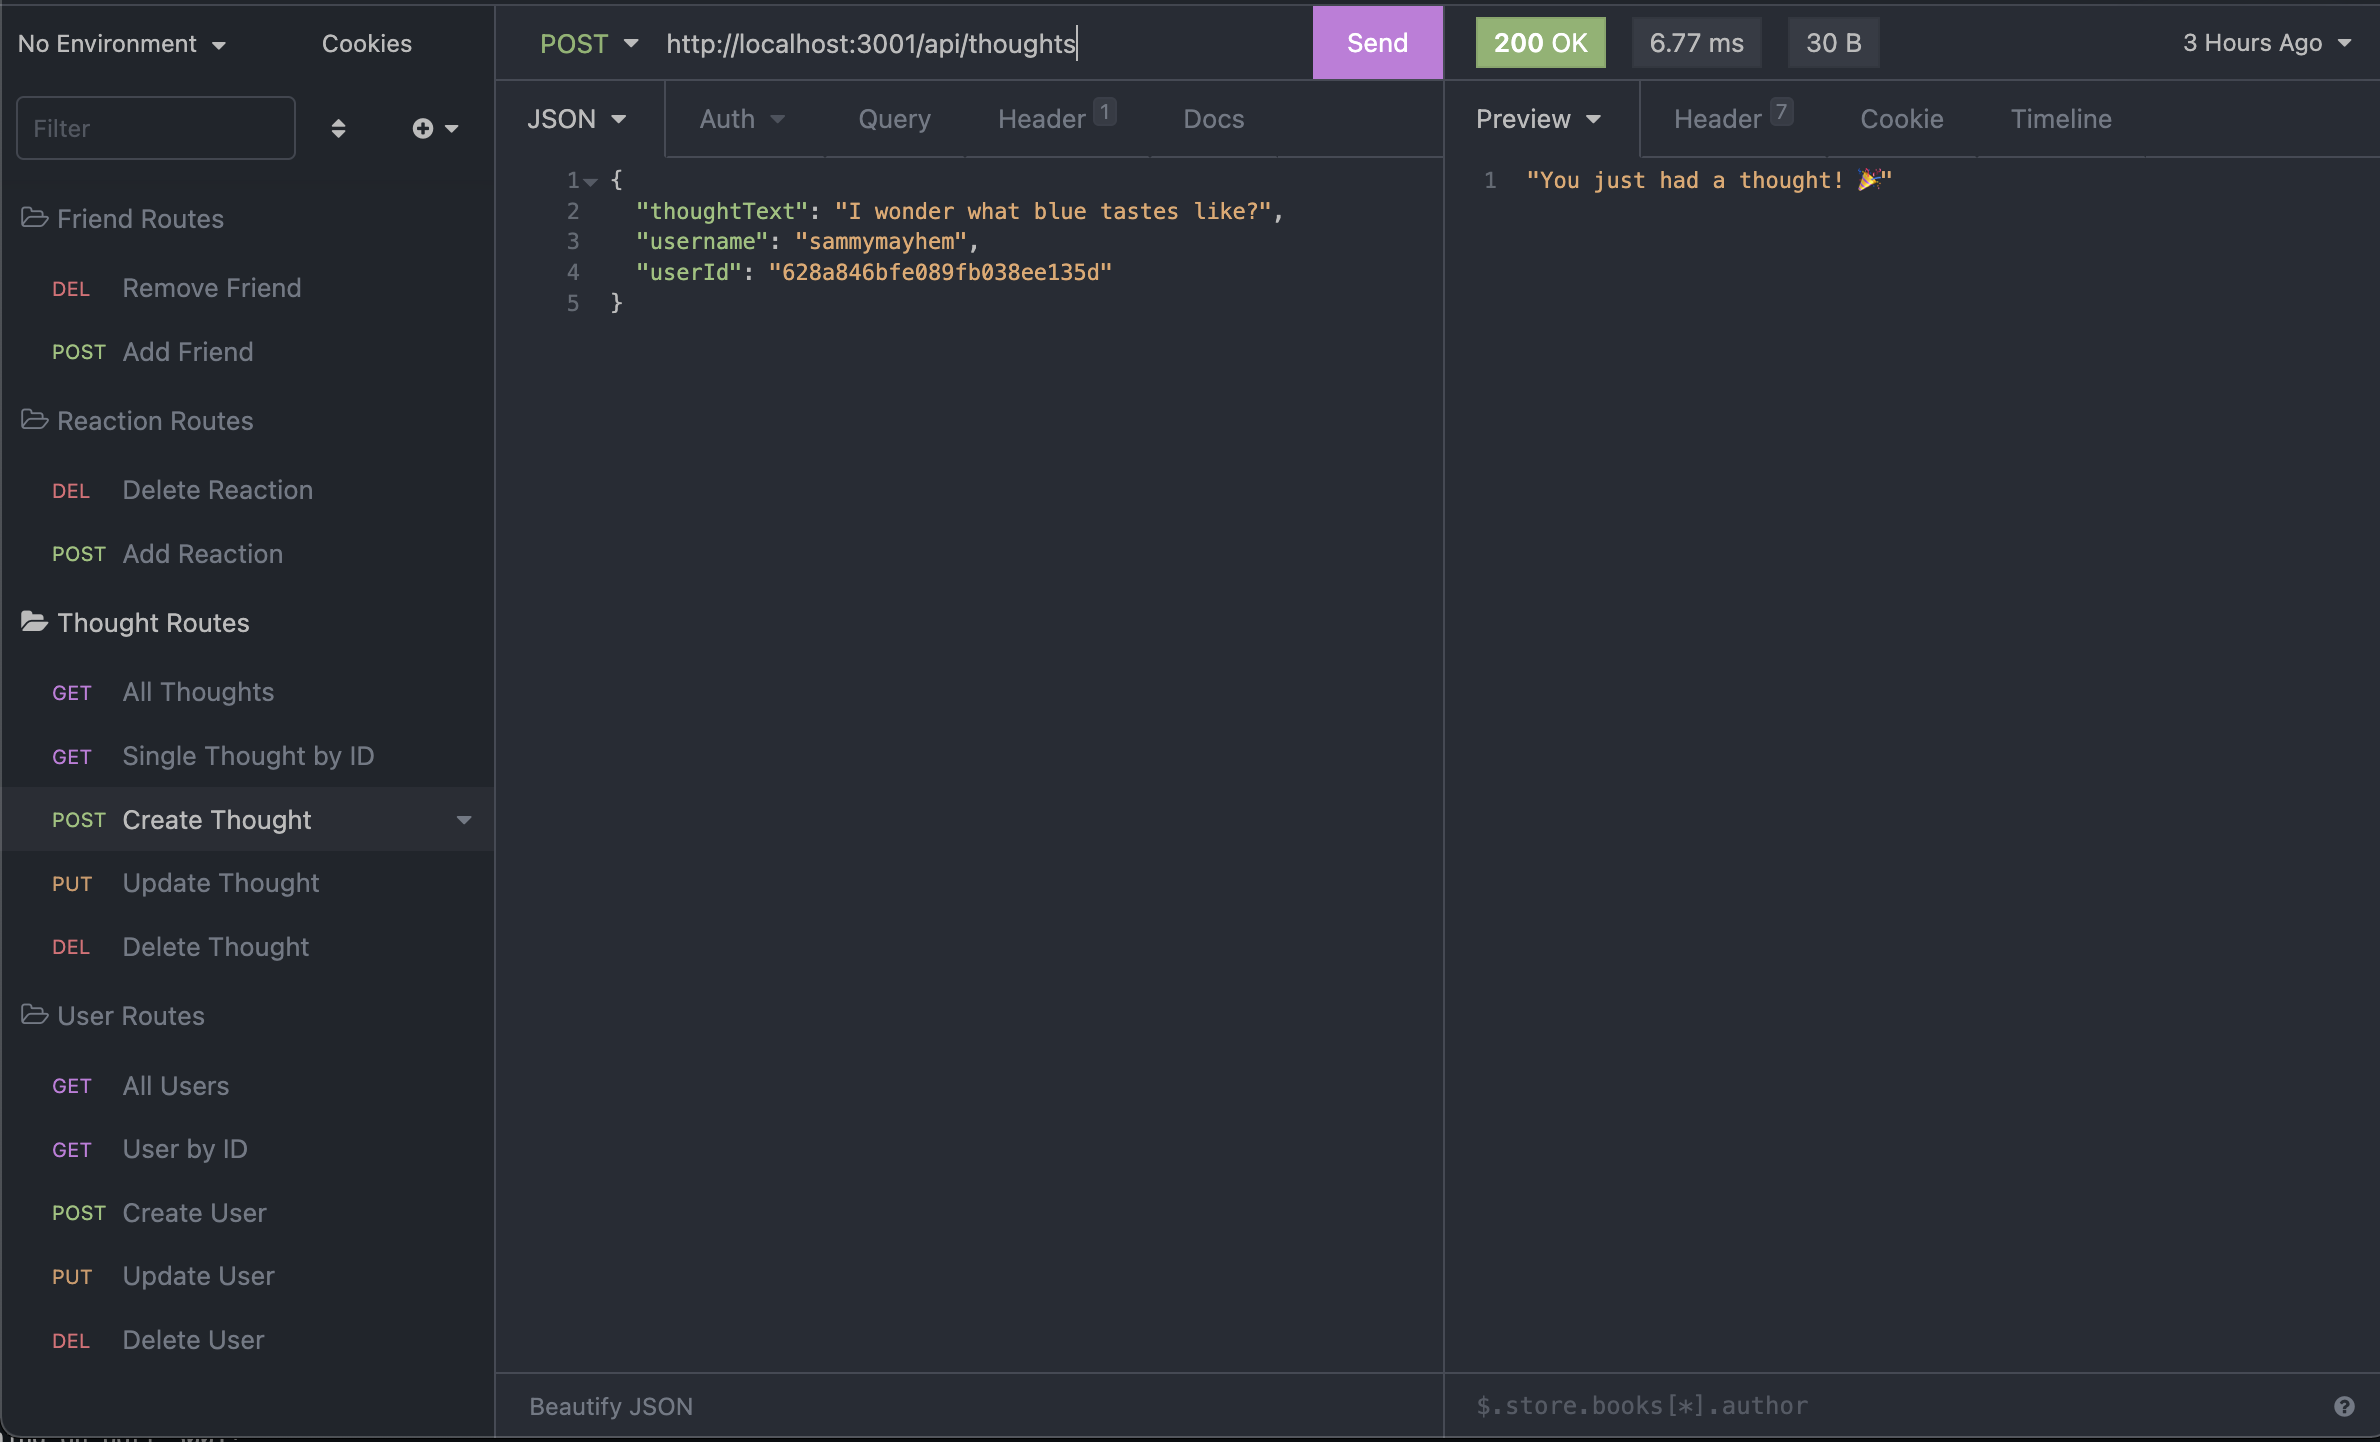 No Environment
Cookies
Filter
Friend Routes
DEL Remove Friend
POST Add Friend
Reaction Routes
DEL Delete Reaction
POST Add Reaction
Thought Routes
GET All Thoughts
GET Single Thought by ID
POST Create Thought
PUT Update Thought
DEL Delete Thought
User Routes
GET All Users
GET User by ID
POST Create User
PUT Update User
DEL Delete User
POST http://localhost:3001/api/thoughts Send
JSON Auth Query Header 1 Docs
1 {
2 "thoughtText": "I wonder what blue tastes like?",
3 "username": "sammymayhem",
4 "userId": "628a846bfe089fb038ee135d"
5 }
Beautify JSON
200 OK 6.77 ms 30 B 3 Hours Ago
Preview Header 7 Cookie Timeline
1 "You just had a thought! 🎉"
$.store.books[*].author